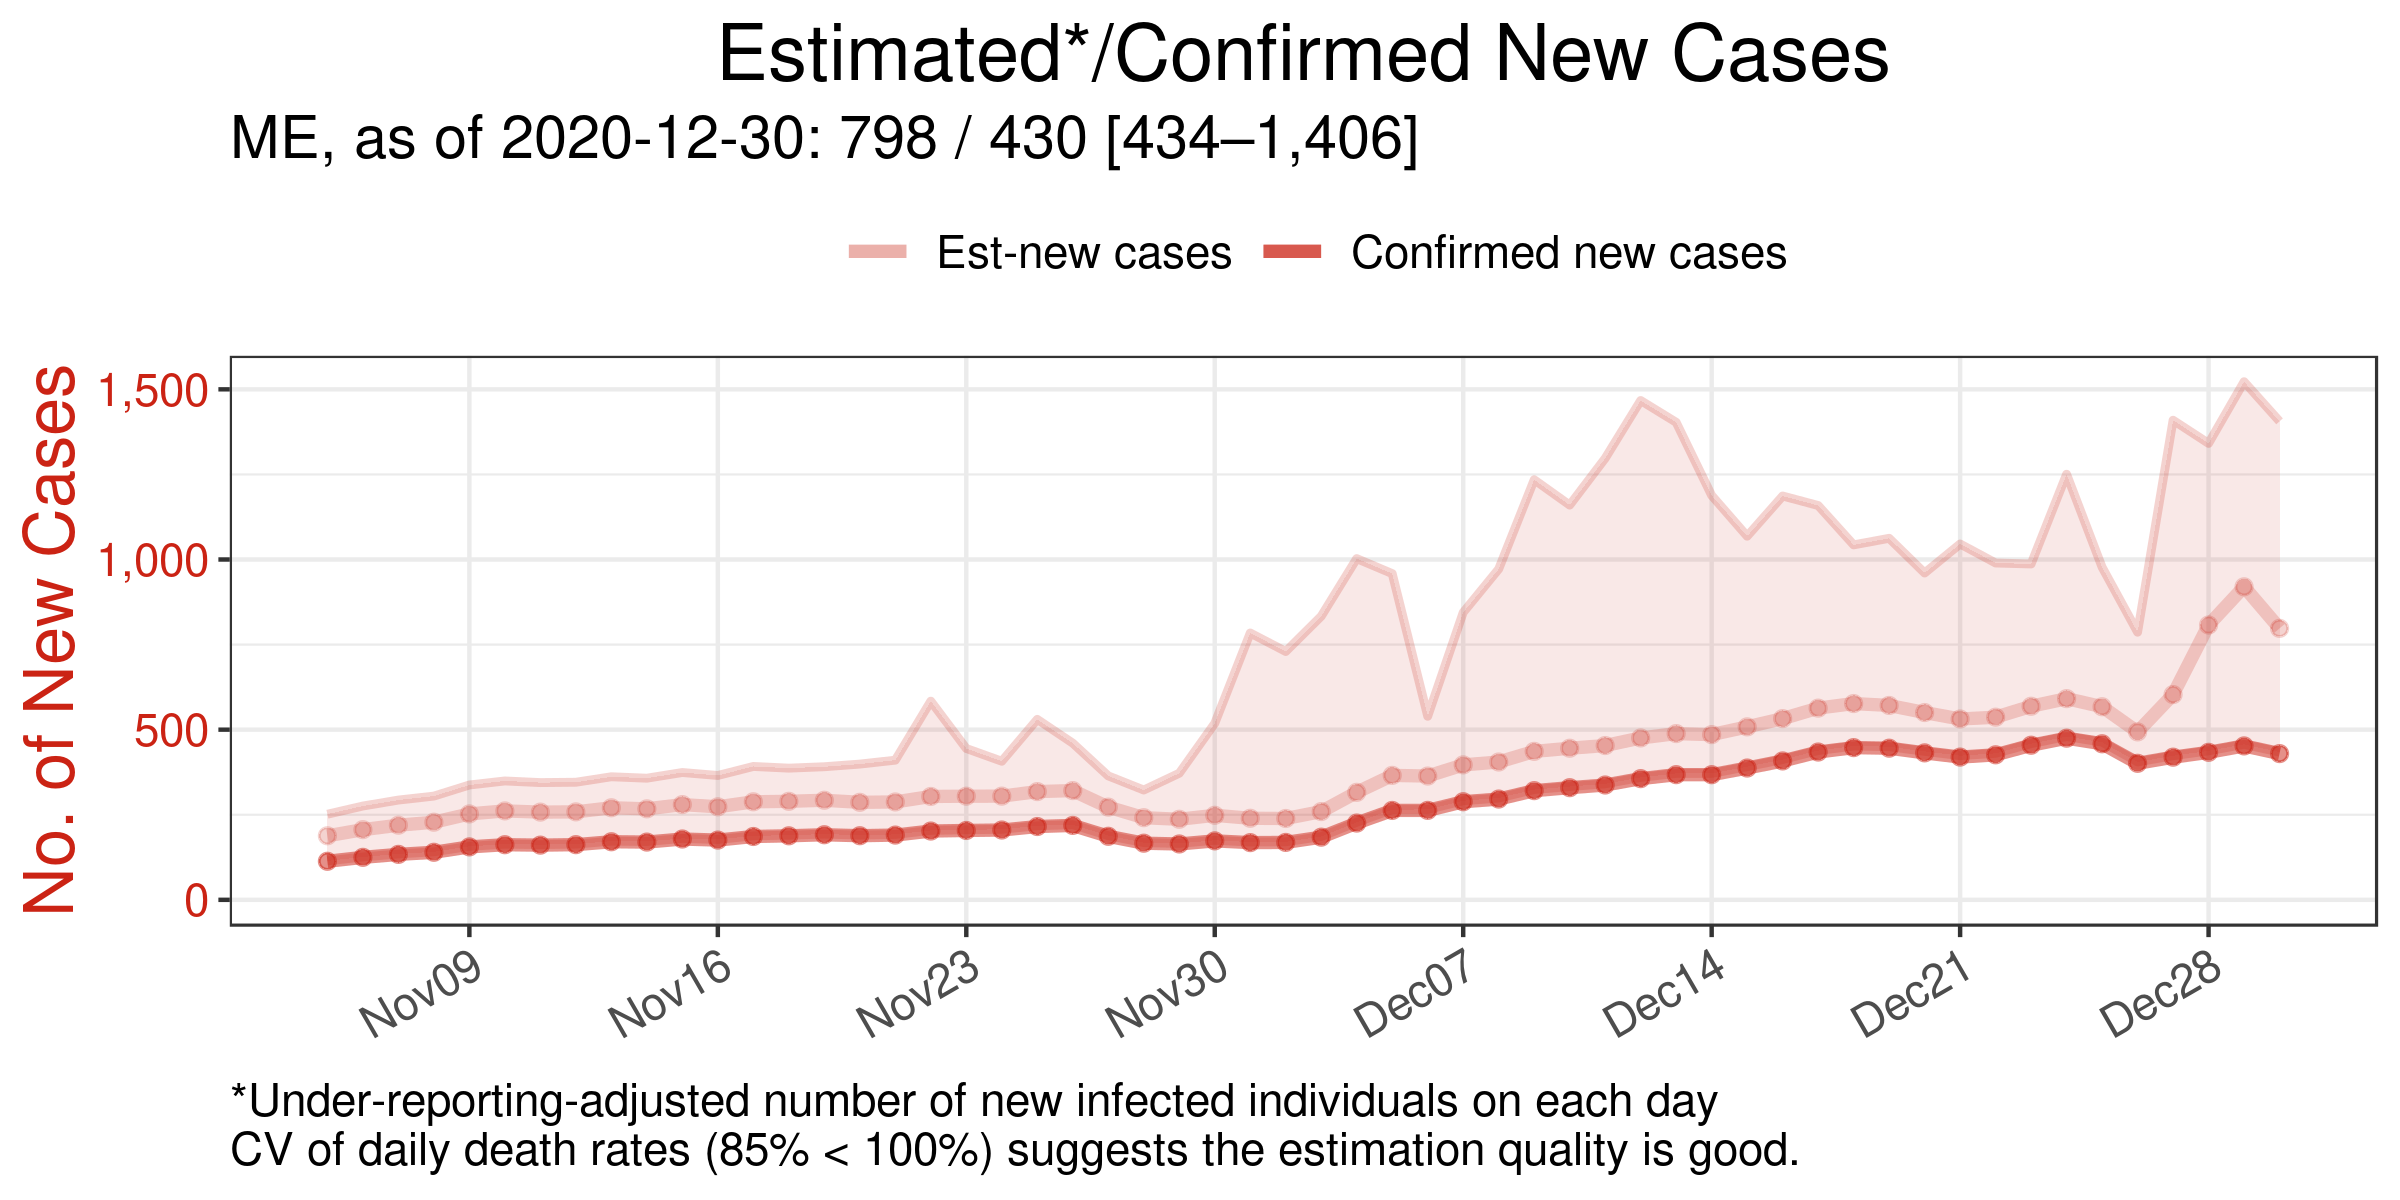 Estimated*/Confirmed New Cases
ME, as of 2020-12-30: 798 / 430 [434–1,406]
Est-new cases
Confirmed new cases
No. of New Cases
1,500
1,000
500
0
Nov09
Nov16
Nov23
Nov30
Dec07
Dec14
Dec21
Dec28
*Under-reporting-adjusted number of new infected individuals on each day
CV of daily death rates (85% < 100%) suggests the estimation quality is good.